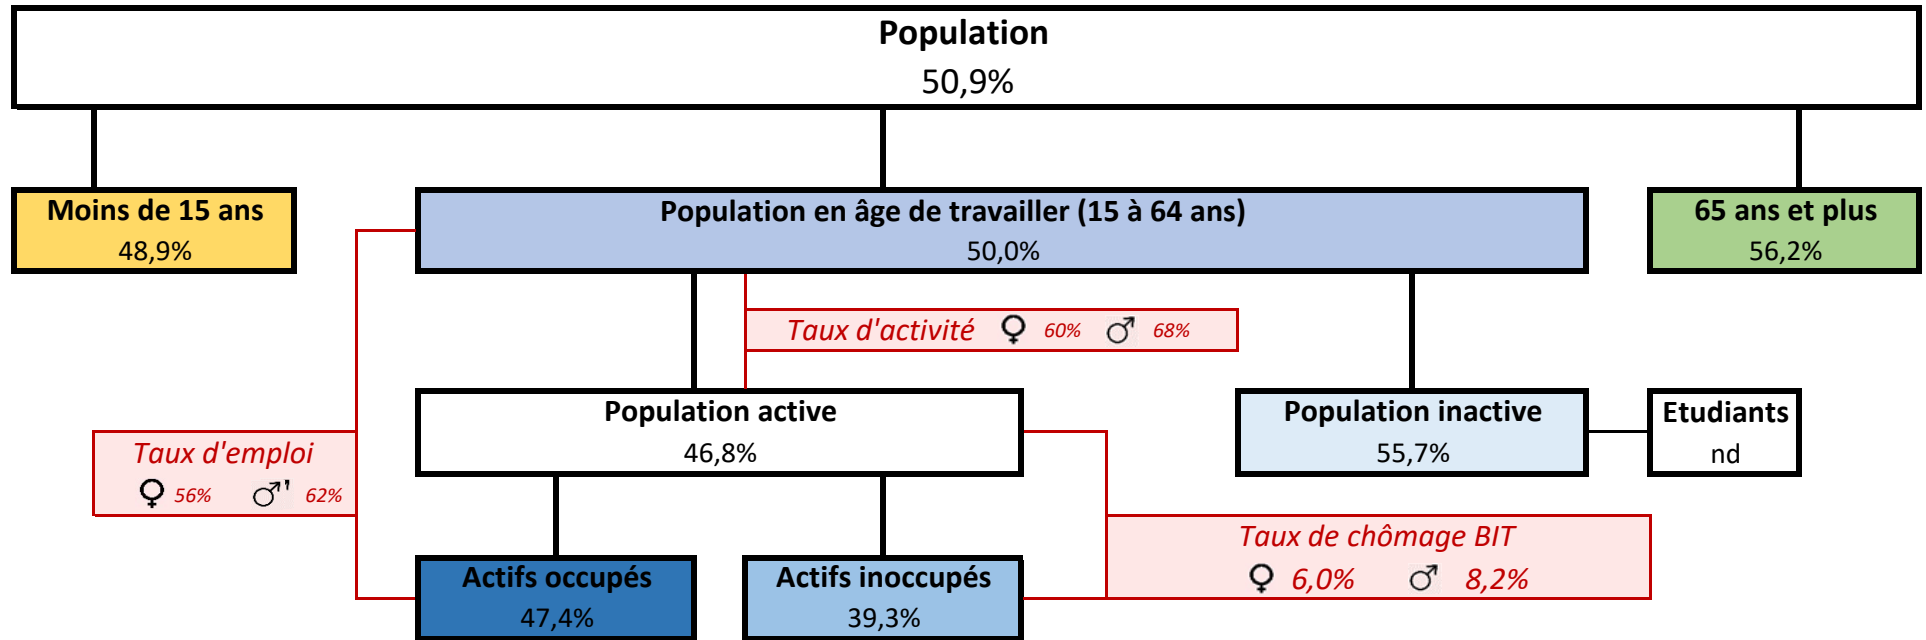 Population
50,9%
Moins de 15 ans
48,9%
Population en âge de travailler (15 à 64 ans)
50,0%
65 ans et plus
56,2%
Taux d'activité ♀ 60% ♂ 68%
Population active
46,8%
Population inactive
55,7%
Etudiants
nd
Taux d'emploi
♀ 56% ♂' 62%
Taux de chômage BIT
♀ 6,0% ♂ 8,2%
Actifs occupés
47,4%
Actifs inoccupés
39,3%